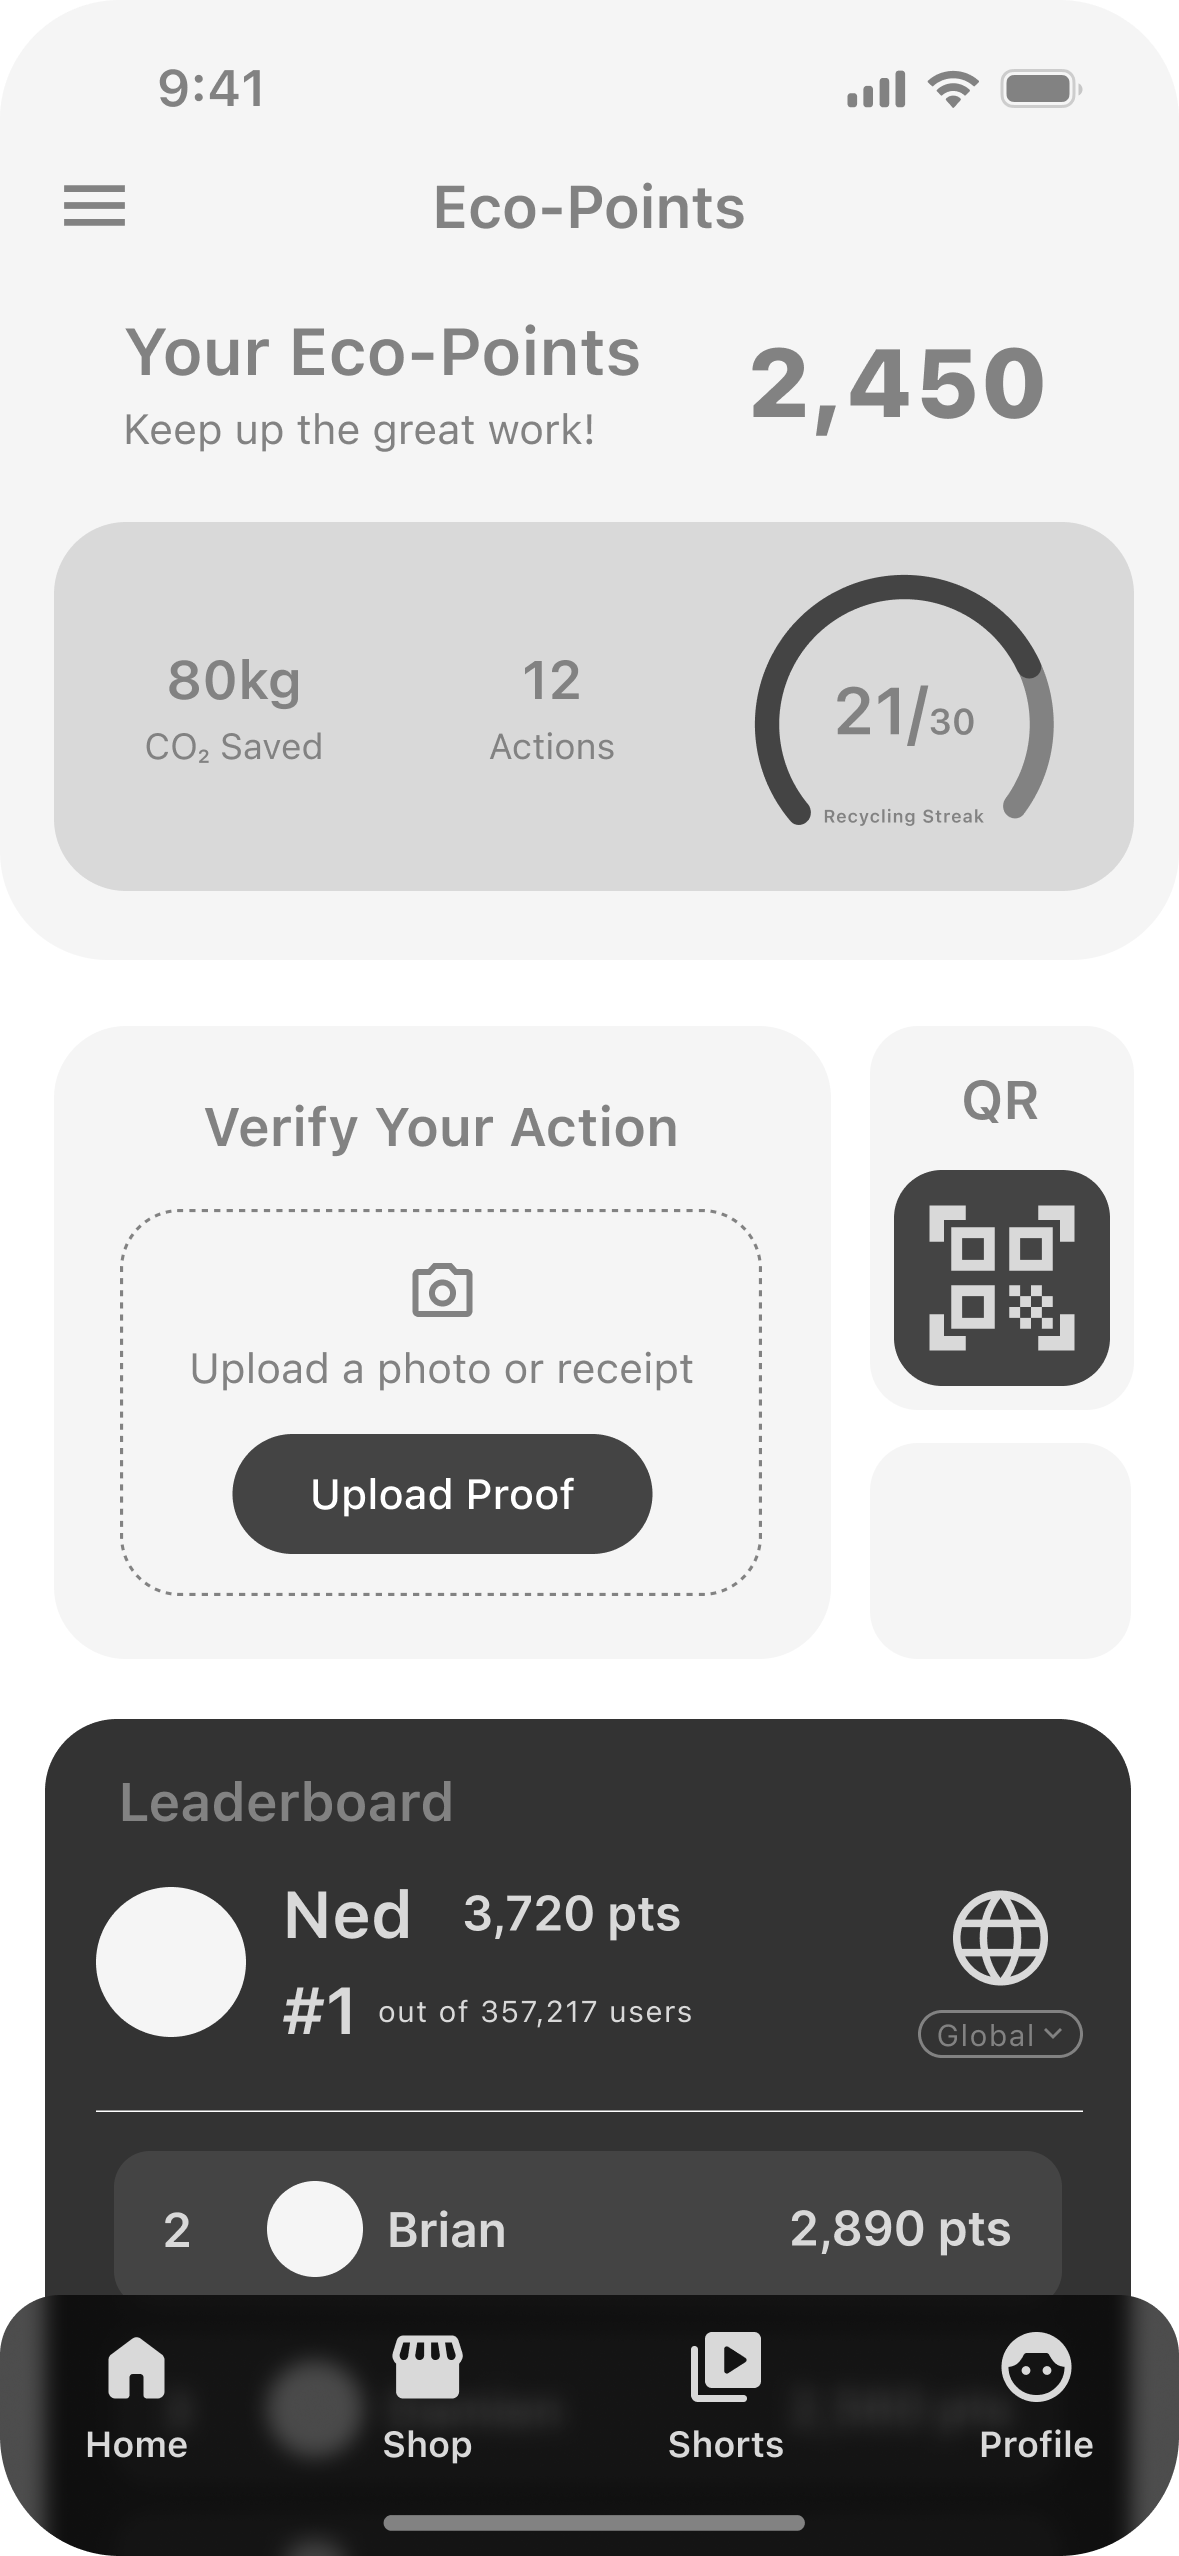 9:41
Eco-Points
Your Eco-Points
2,450
Keep up the great work!
80kg
CO₂ Saved
12
Actions
21/30
Recycling Streak
Verify Your Action
Upload a photo or receipt
Upload Proof
QR
Leaderboard
Ned 3,720 pts
#1 out of 357,217 users
Global
2 Brian 2,890 pts
Home Shop Shorts Profile